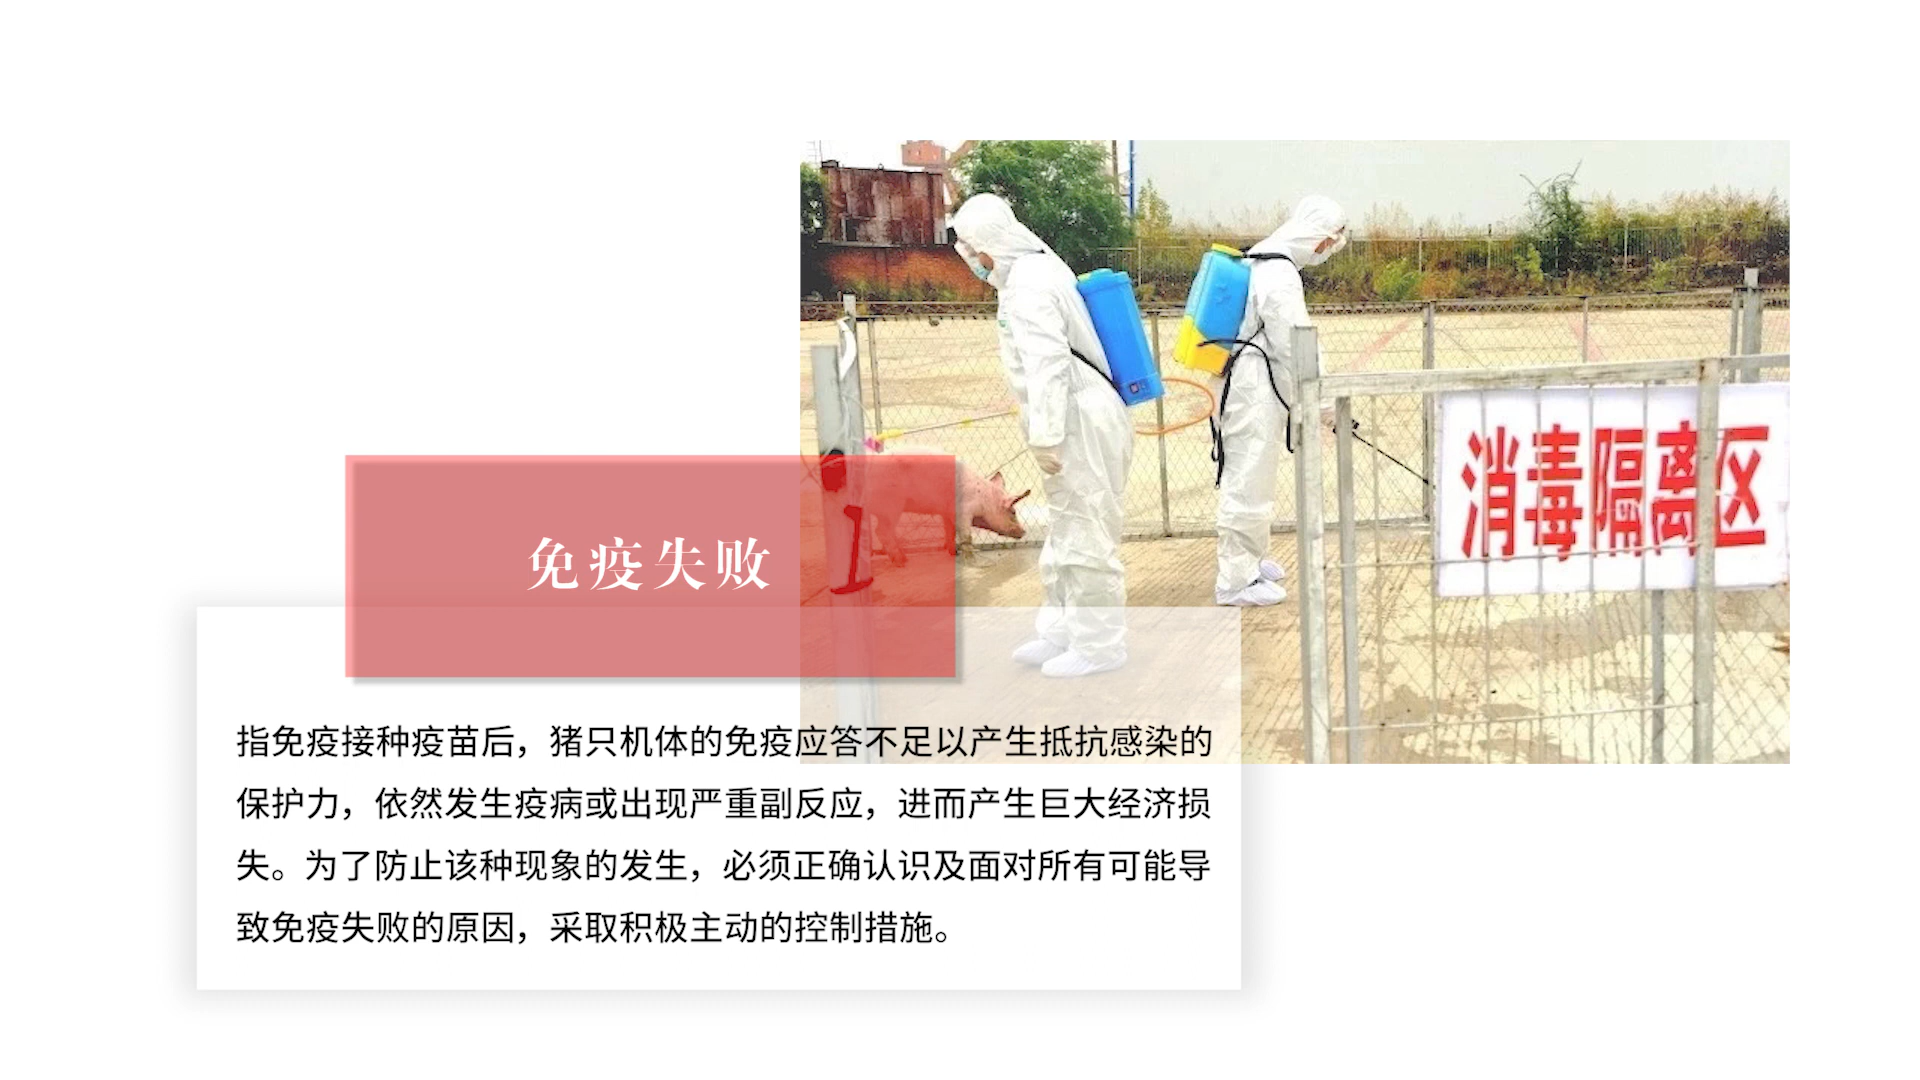 消毒隔离区
免疫失败
指免疫接种疫苗后，猪只机体的免疫应答不足以产生抵抗感染的
保护力，依然发生疫病或出现严重副反应，进而产生巨大经济损
失。为了防止该种现象的发生，必须正确认识及面对所有可能导
致免疫失败的原因，采取积极主动的控制措施。